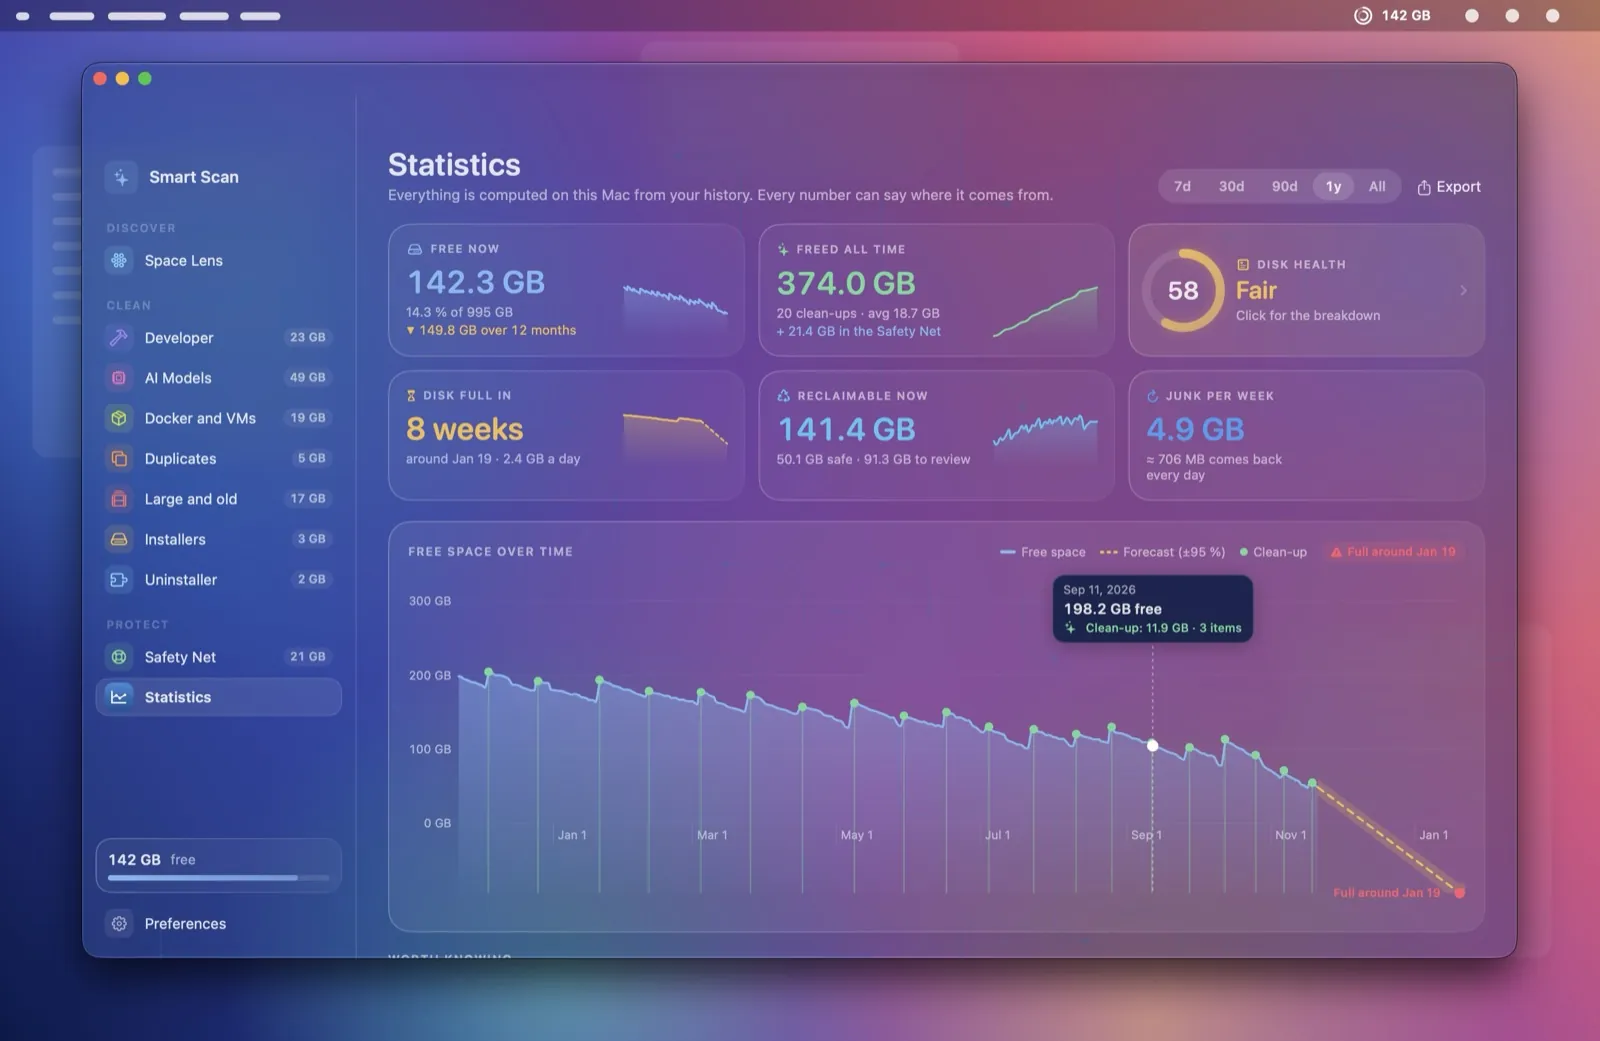 142 GB
Smart Scan
DISCOVER
Space Lens
CLEAN
Developer 23 GB
AI Models 49 GB
Docker and VMs 19 GB
Duplicates 5 GB
Large and old 17 GB
Installers 3 GB
Uninstaller 2 GB
PROTECT
Safety Net 21 GB
Statistics
142 GB free
Preferences
Statistics
Everything is computed on this Mac from your history. Every number can say where it comes from.
7d 30d 90d 1y All Export
FREE NOW
142.3 GB
14.3 % of 995 GB
▼ 149.8 GB over 12 months
FREED ALL TIME
374.0 GB
20 clean-ups · avg 18.7 GB
+ 21.4 GB in the Safety Net
58
DISK HEALTH
Fair
Click for the breakdown
DISK FULL IN
8 weeks
around Jan 19 · 2.4 GB a day
RECLAIMABLE NOW
141.4 GB
50.1 GB safe · 91.3 GB to review
JUNK PER WEEK
4.9 GB
≈ 706 MB comes back
every day
FREE SPACE OVER TIME
Free space Forecast (±95 %) Clean-up Full around Jan 19
Sep 11, 2026
198.2 GB free
Clean-up: 11.9 GB · 3 items
300 GB
200 GB
100 GB
0 GB
Jan 1 Mar 1 May 1 Jul 1 Sep 1 Nov 1 Jan 1
Full around Jan 19
WORTH KNOWING